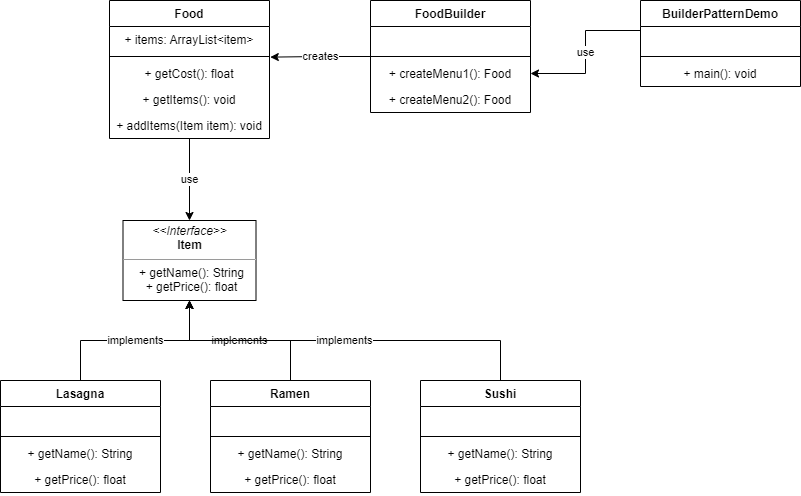 Food
+ items: ArrayList<item>
+ getCost(): float
+ getItems(): void
+ addItems(Item item): void
creates
FoodBuilder
+ createMenu1(): Food
+ createMenu2(): Food
use
BuilderPatternDemo
+ main(): void
use
<<Interface>>
Item
+ getName(): String
+ getPrice(): float
implements
implements
implements
Lasagna
+ getName(): String
+ getPrice(): float
Ramen
+ getName(): String
+ getPrice(): float
Sushi
+ getName(): String
+ getPrice(): float